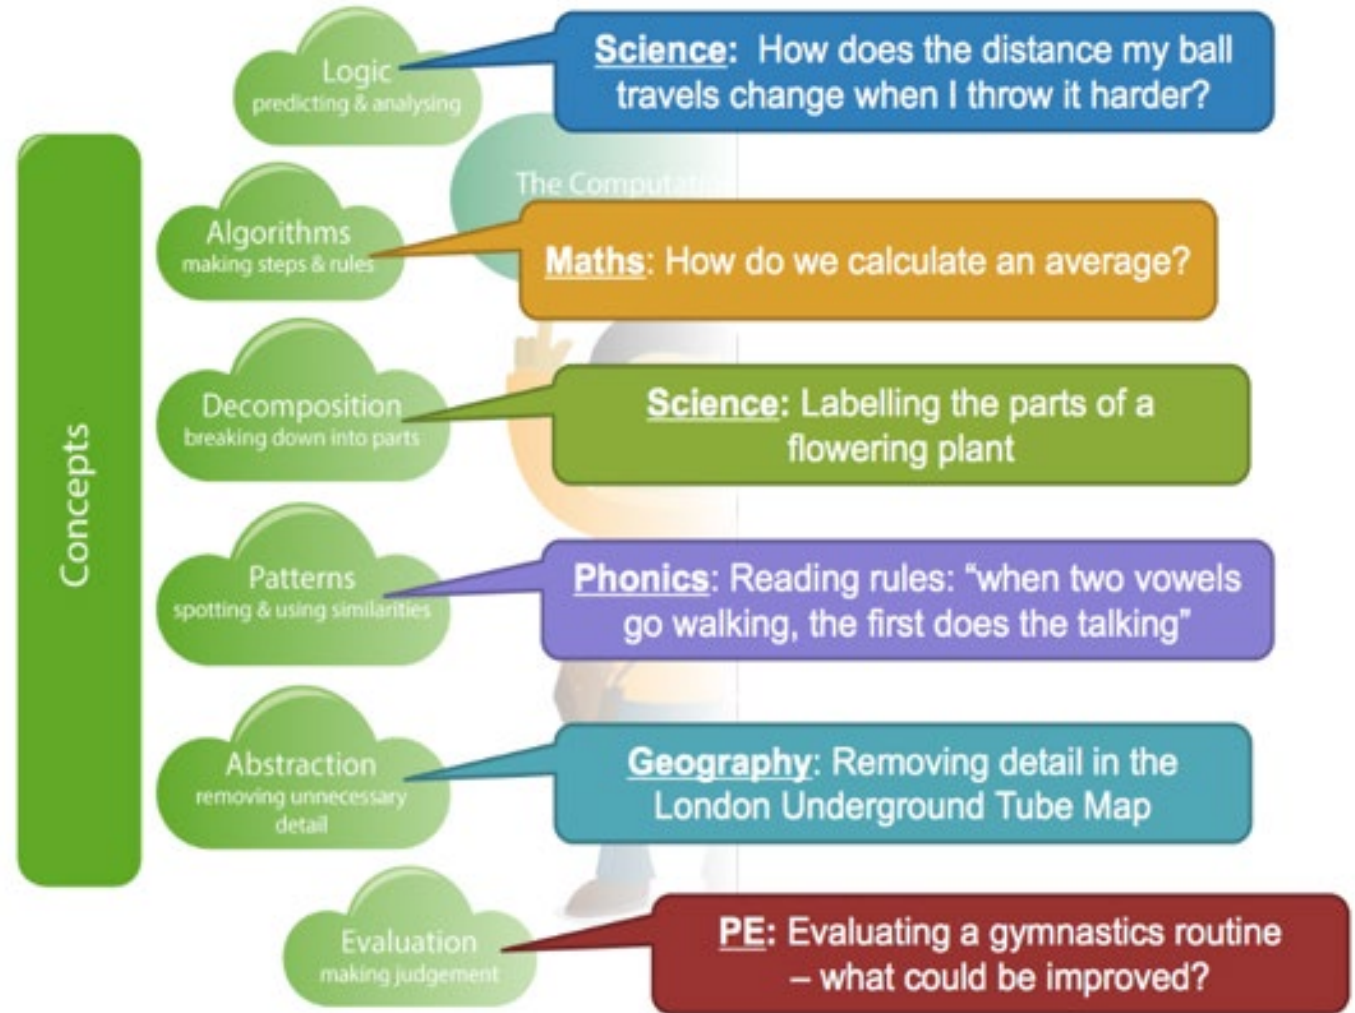 Concepts
Logic
predicting & analysing
Science: How does the distance my ball
travels change when I throw it harder?
The Computat
Algorithms
making steps & rules
Maths: How do we calculate an average?
Decomposition
breaking down into parts
Science: Labelling the parts of a
flowering plant
Patterns
spotting & using similarities
Phonics: Reading rules: “when two vowels
go walking, the first does the talking”
Abstraction
removing unnecessary
detail
Geography: Removing detail in the
London Underground Tube Map
Evaluation
making judgement
PE: Evaluating a gymnastics routine
– what could be improved?